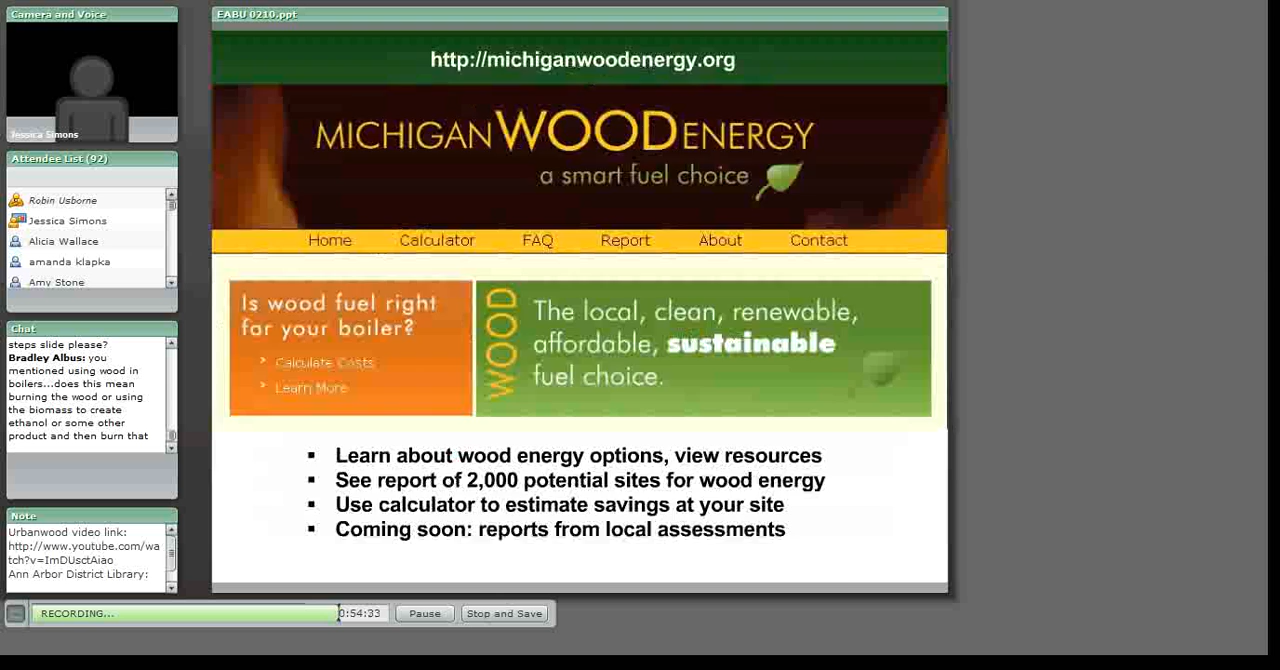 Camera and Voice
Jessica Simons
Attendee List (92)
Robin Usborne
Jessica Simons
Alicia Wallace
amanda klapka
Amy Stone
Chat
steps slide please?
Bradley Albus: you
mentioned using wood in
boilers...does this mean
burning the wood or using
the biomass to create
ethanol or some other
product and then burn that
Note
Urbanwood video link:
http://www.youtube.com/wa
tch?v=ImDUsctAiao
Ann Arbor District Library:
EABU 0210.ppt
http://michiganwoodenergy.org
MICHIGAN WOOD ENERGY
a smart fuel choice
Home Calculator FAQ Report About Contact
Is wood fuel right
for your boiler?
> Calculate Costs
> Learn More
WOOD
The local, clean, renewable,
affordable, sustainable
fuel choice.
▪ Learn about wood energy options, view resources
▪ See report of 2,000 potential sites for wood energy
▪ Use calculator to estimate savings at your site
▪ Coming soon: reports from local assessments
RECORDING... 0:54:33 Pause Stop and Save